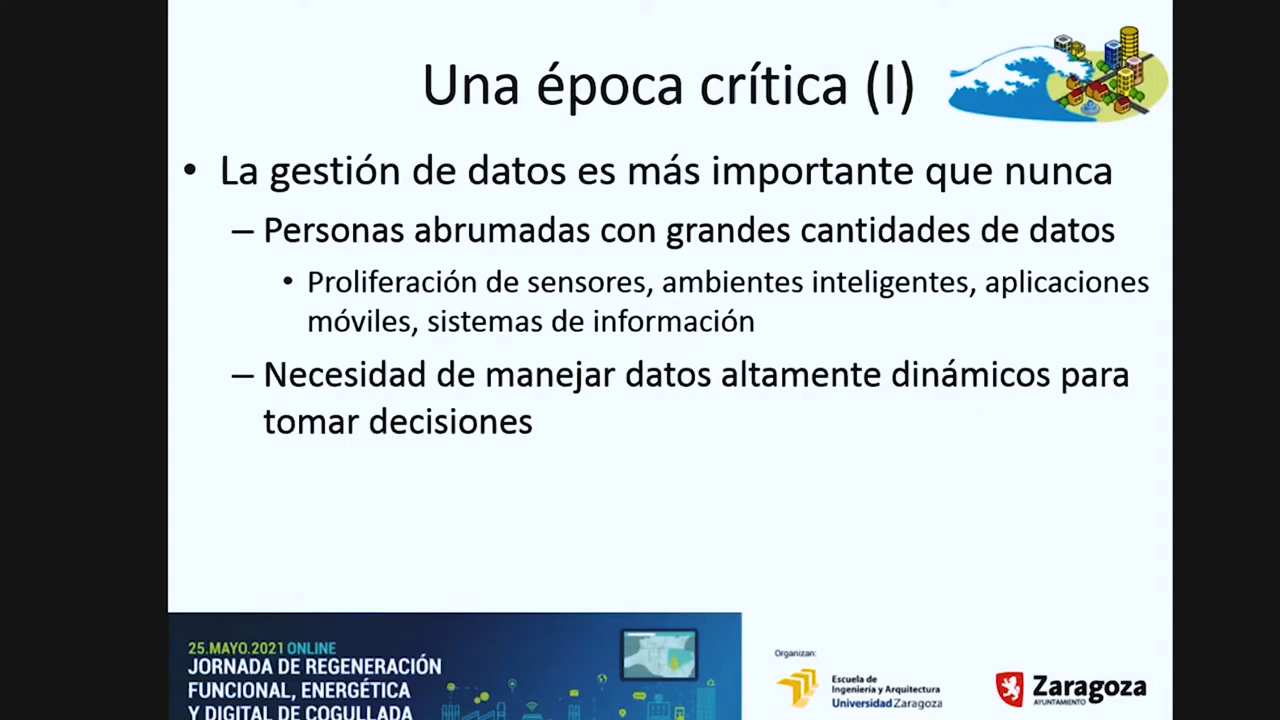 Una época crítica (I)
• La gestión de datos es más importante que nunca
– Personas abrumadas con grandes cantidades de datos
• Proliferación de sensores, ambientes inteligentes, aplicaciones
móviles, sistemas de información
– Necesidad de manejar datos altamente dinámicos para
tomar decisiones
25.MAYO.2021 ONLINE
JORNADA DE REGENERACIÓN
FUNCIONAL, ENERGÉTICA
Y DIGITAL DE COGULLADA
Organizan:
Escuela de
Ingeniería y Arquitectura
Universidad Zaragoza
Zaragoza
AYUNTAMIENTO